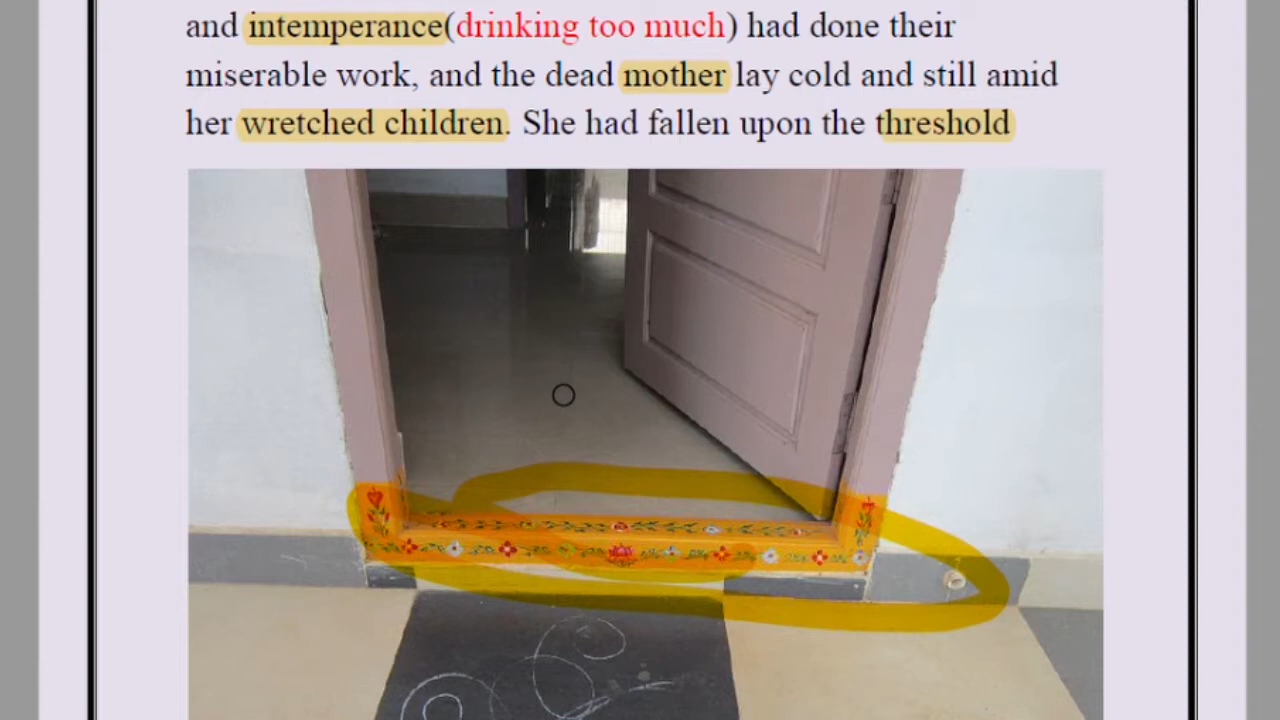 and intemperance(drinking too much) had done their
miserable work, and the dead mother lay cold and still amid
her wretched children. She had fallen upon the threshold